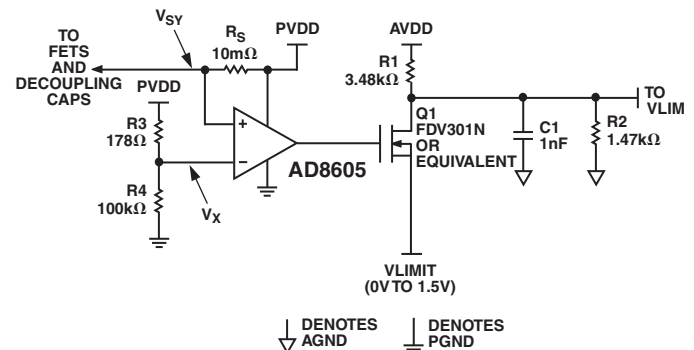 V_SY
TO
FETS
AND
DECOUPLING
CAPS
R_S
10mΩ
PVDD
PVDD
R3
178Ω
R4
100kΩ
V_X
+
−
AD8605
AVDD
R1
3.48kΩ
Q1
FDV301N
OR
EQUIVALENT
C1
1nF
R2
1.47kΩ
TO
VLIM
VLIMIT
(0V TO 1.5V)
DENOTES
AGND
DENOTES
PGND